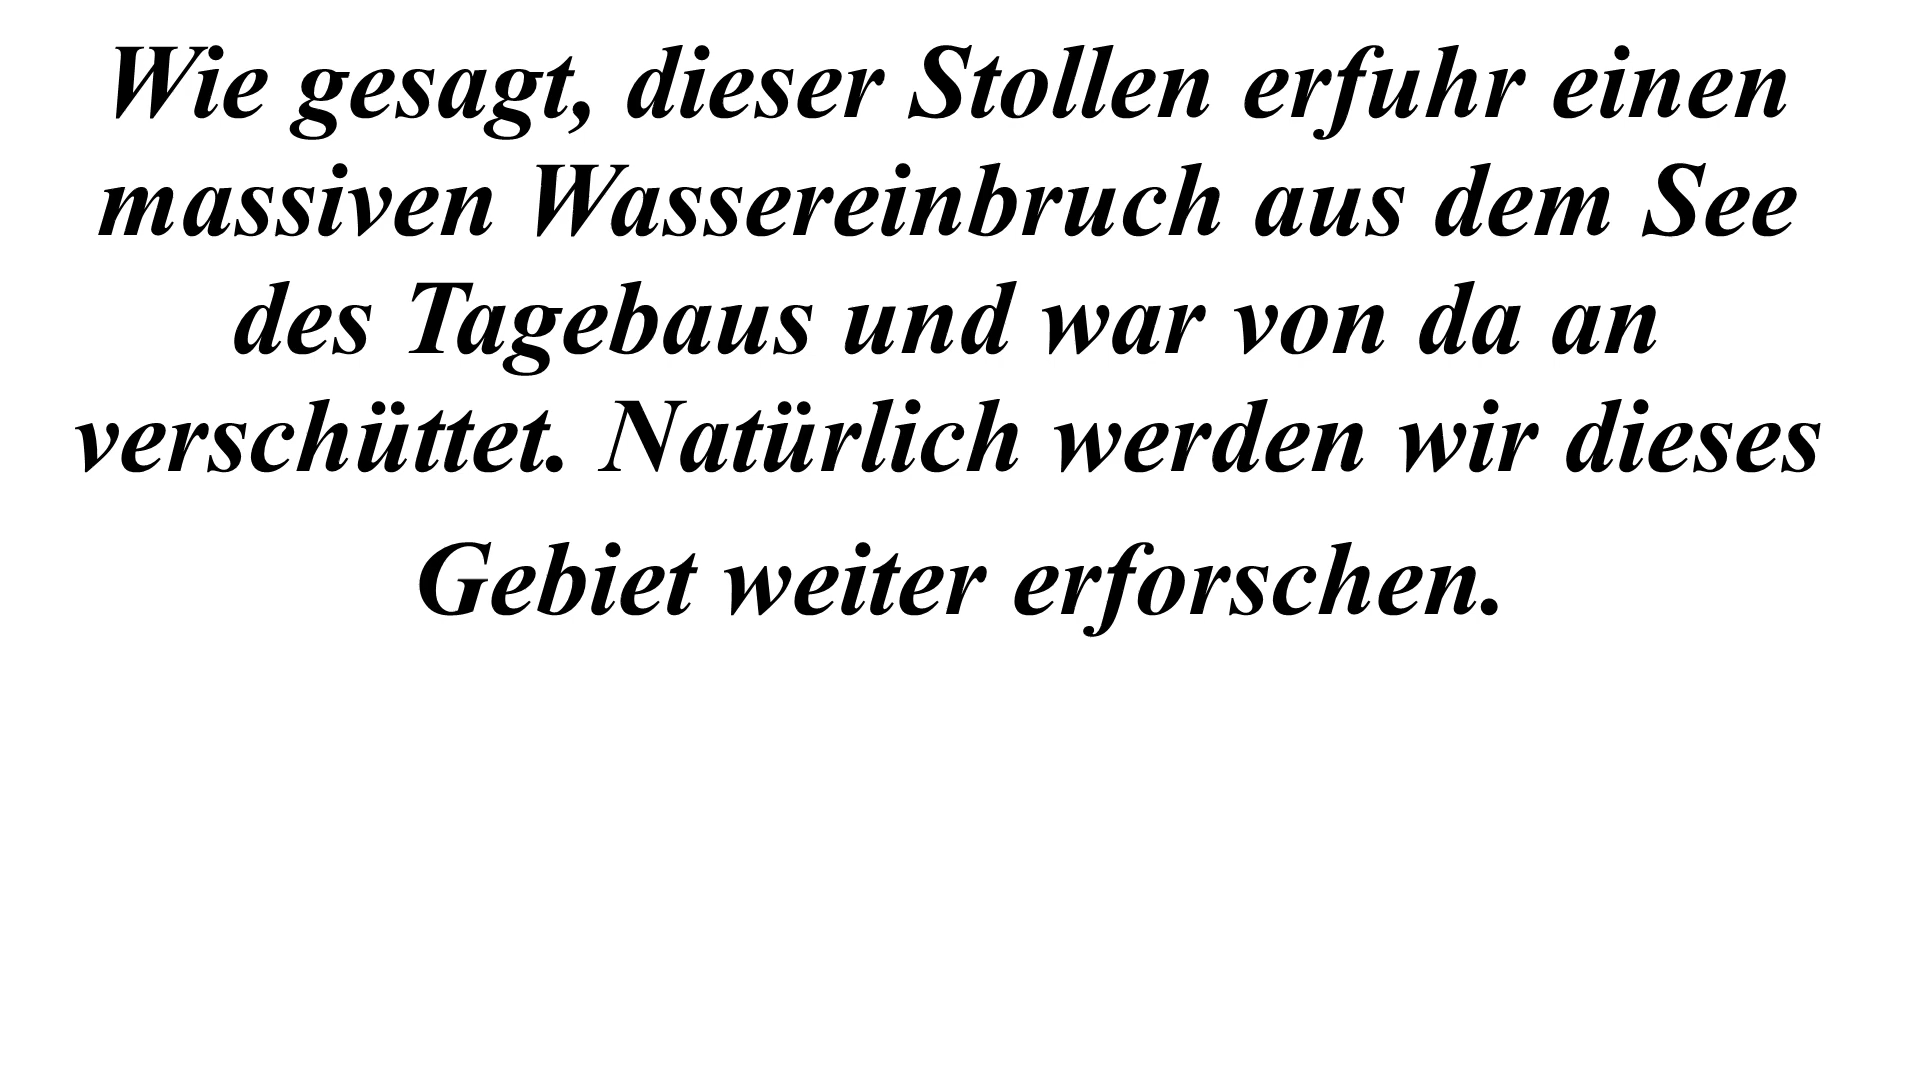 Wie gesagt, dieser Stollen erfuhr einen
massiven Wassereinbruch aus dem See
des Tagebaus und war von da an
verschüttet. Natürlich werden wir dieses
Gebiet weiter erforschen.